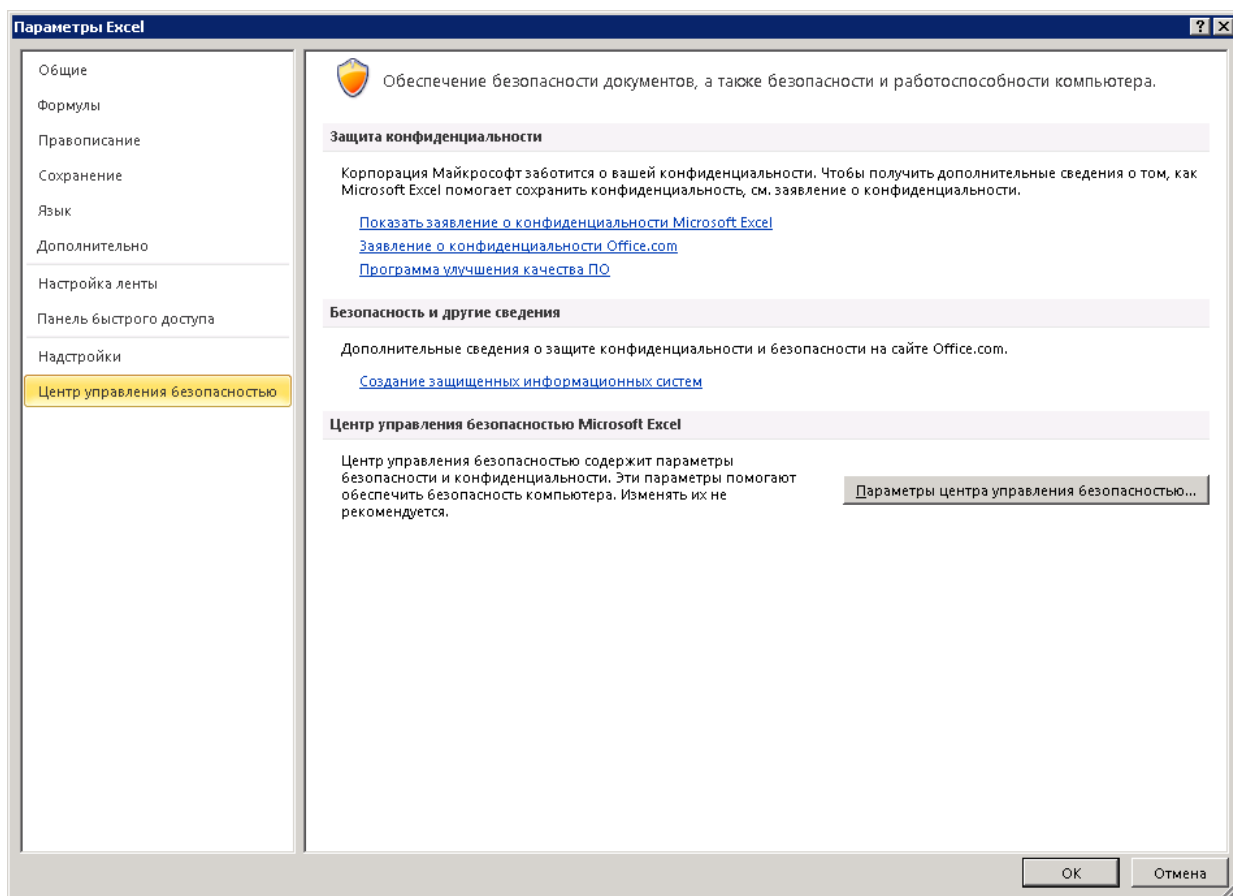 Параметры Excel
Общие
Формулы
Правописание
Сохранение
Язык
Дополнительно
Настройка ленты
Панель быстрого доступа
Надстройки
Центр управления безопасностью
Обеспечение безопасности документов, а также безопасности и работоспособности компьютера.
Защита конфиденциальности
Корпорация Майкрософт заботится о вашей конфиденциальности. Чтобы получить дополнительные сведения о том, как
Microsoft Excel помогает сохранить конфиденциальность, см. заявление о конфиденциальности.
Показать заявление о конфиденциальности Microsoft Excel
Заявление о конфиденциальности Office.com
Программа улучшения качества ПО
Безопасность и другие сведения
Дополнительные сведения о защите конфиденциальности и безопасности на сайте Office.com.
Создание защищенных информационных систем
Центр управления безопасностью Microsoft Excel
Центр управления безопасностью содержит параметры
безопасности и конфиденциальности. Эти параметры помогают
обеспечить безопасность компьютера. Изменять их не
рекомендуется.
Параметры центра управления безопасностью...
ОК
Отмена